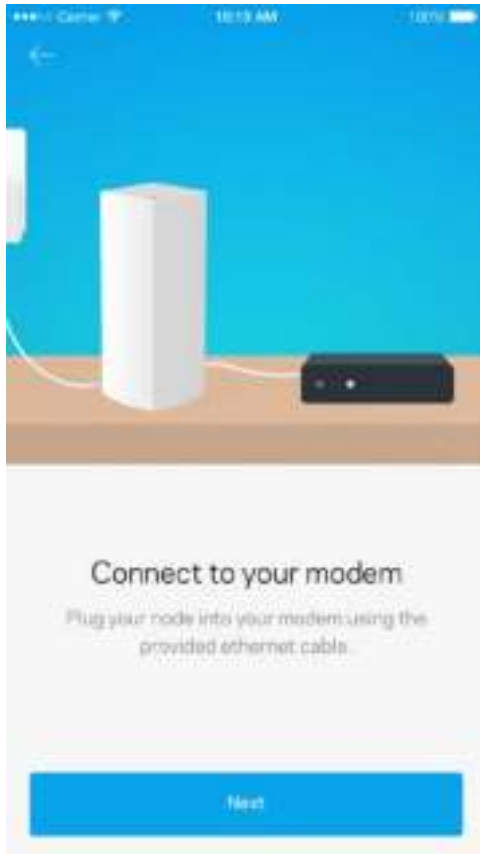 Carrier 10:13 AM 100%
Connect to your modem
Plug your node into your modem using the
provided ethernet cable.
Next